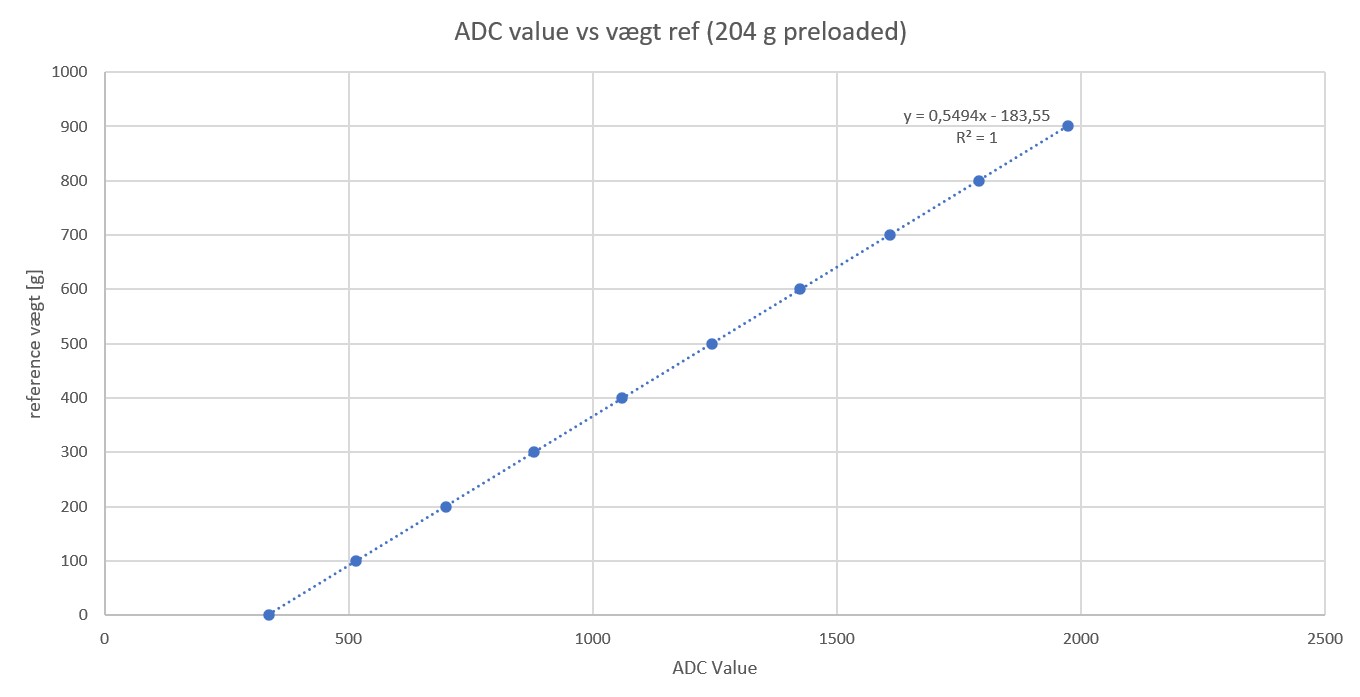 ADC value vs vægt ref (204 g preloaded)
1000
900
800
700
600
500
400
300
200
100
0
reference vægt [g]
y = 0,5494x - 183,55
R² = 1
0 500 1000 1500 2000 2500
ADC Value